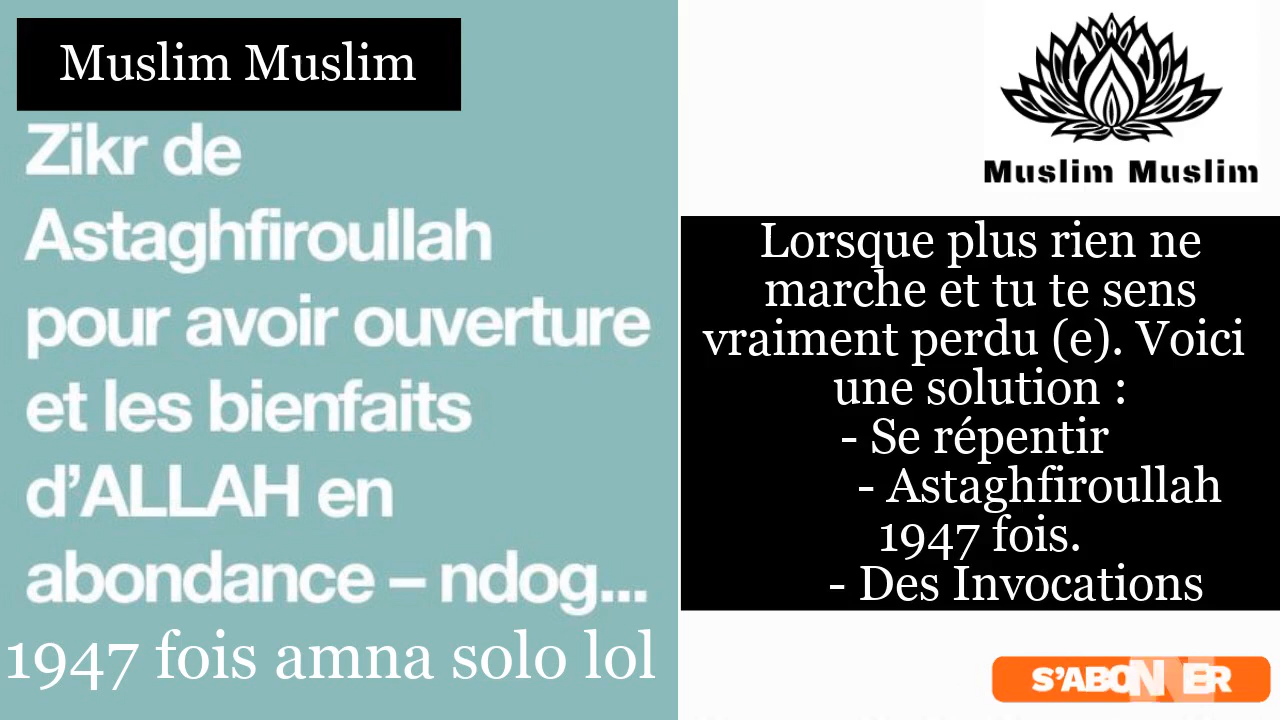 Muslim Muslim
Zikr de
Astaghfiroullah
pour avoir ouverture
et les bienfaits
d'ALLAH en
abondance – ndog...
1947 fois amna solo lol
Muslim Muslim
Lorsque plus rien ne
marche et tu te sens
vraiment perdu (e). Voici
une solution :
- Se répentir
- Astaghfiroullah
1947 fois.
- Des Invocations
S'ABONNER